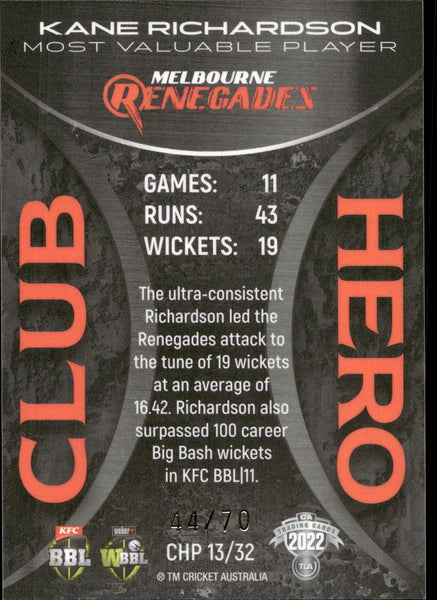 KANE RICHARDSON
MOST VALUABLE PLAYER
MELBOURNE
RENEGADES
CLUB
HERO
GAMES: 11
RUNS: 43
WICKETS: 19
The ultra-consistent
Richardson led the
Renegades attack to
the tune of 19 wickets
at an average of
16.42. Richardson also
surpassed 100 career
Big Bash wickets
in KFC BBL|11.
44/70
KFC
BBL
weber
WBBL
CHP 13/32
® TM CRICKET AUSTRALIA
CA
TRADING CARDS
2022
TLA